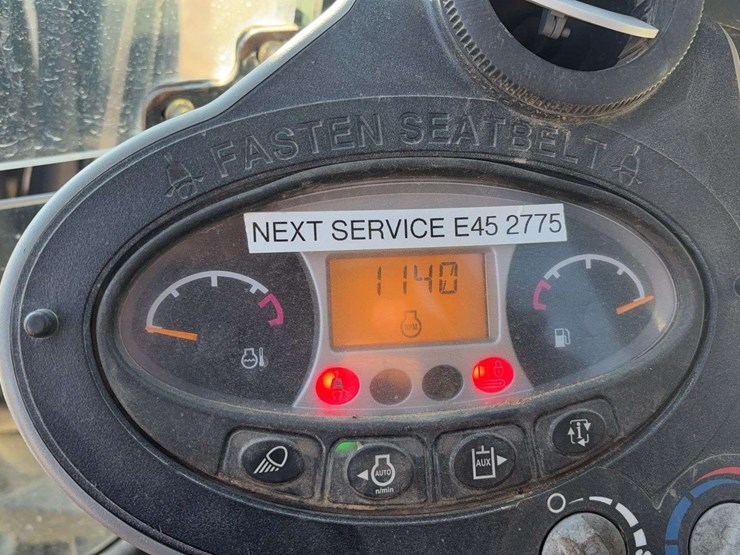 FASTEN SEATBELT
NEXT SERVICE E45 2775
1140
AUTO
n/min
AUX
i